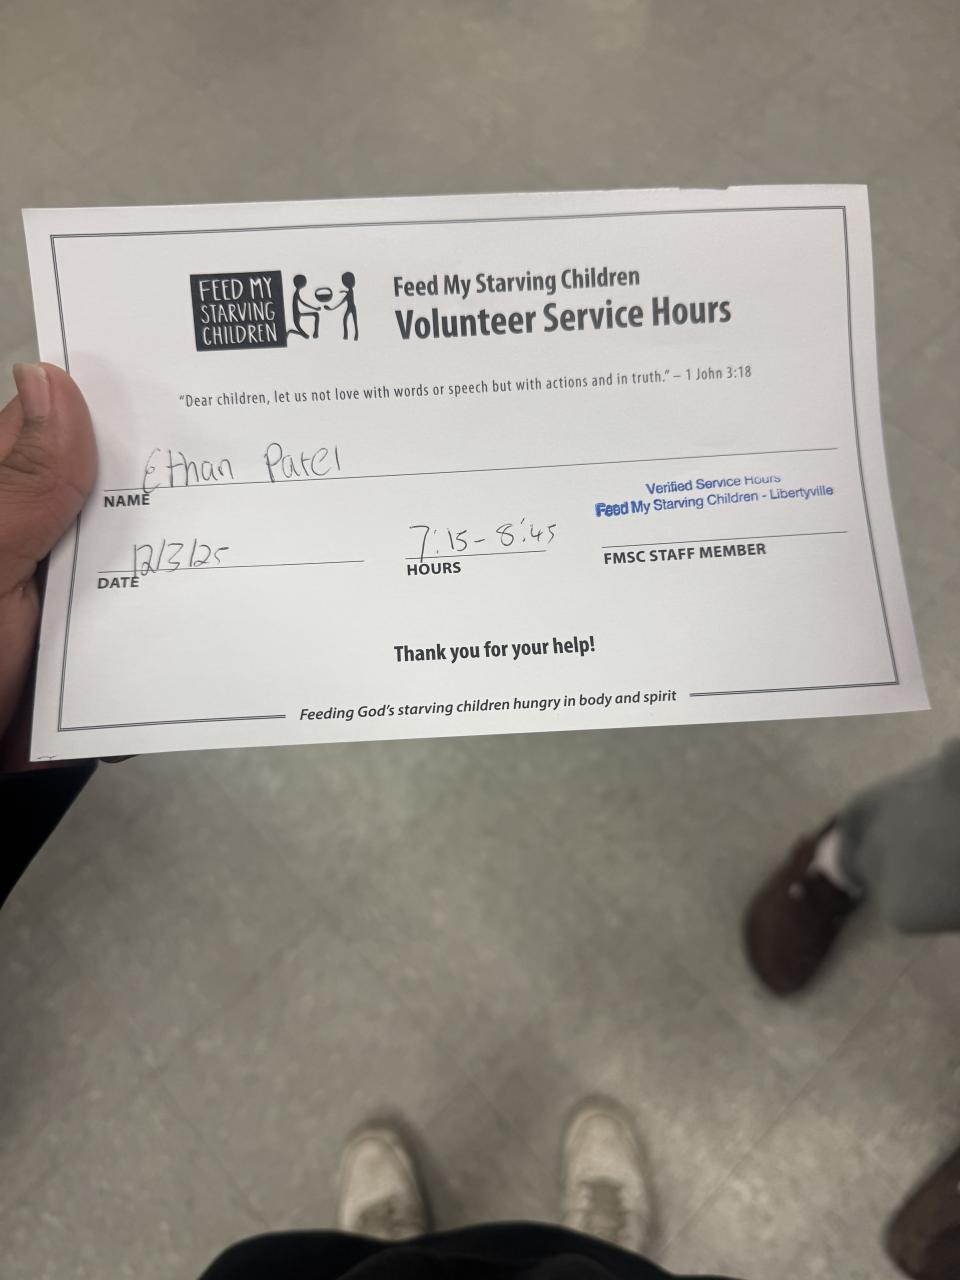 FEED MY
STARVING
CHILDREN
Feed My Starving Children
Volunteer Service Hours
“Dear children, let us not love with words or speech but with actions and in truth.” – 1 John 3:18
Ethan Patel
NAME
Verified Service Hours
Feed My Starving Children - Libertyville
12/3/25
7:15 - 8:45
DATE
HOURS
FMSC STAFF MEMBER
Thank you for your help!
Feeding God's starving children hungry in body and spirit